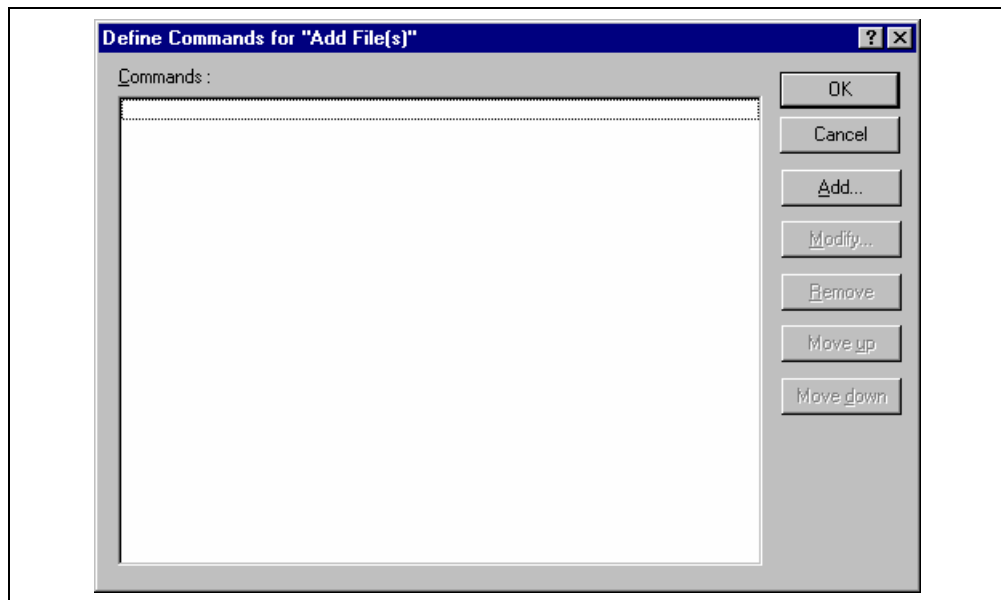 Define Commands for "Add File(s)"
Commands :
OK
Cancel
Add...
Modify...
Remove
Move up
Move down